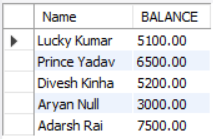 Name BALANCE
Lucky Kumar 5100.00
Prince Yadav 6500.00
Divesh Kinha 5200.00
Aryan Null 3000.00
Adarsh Rai 7500.00